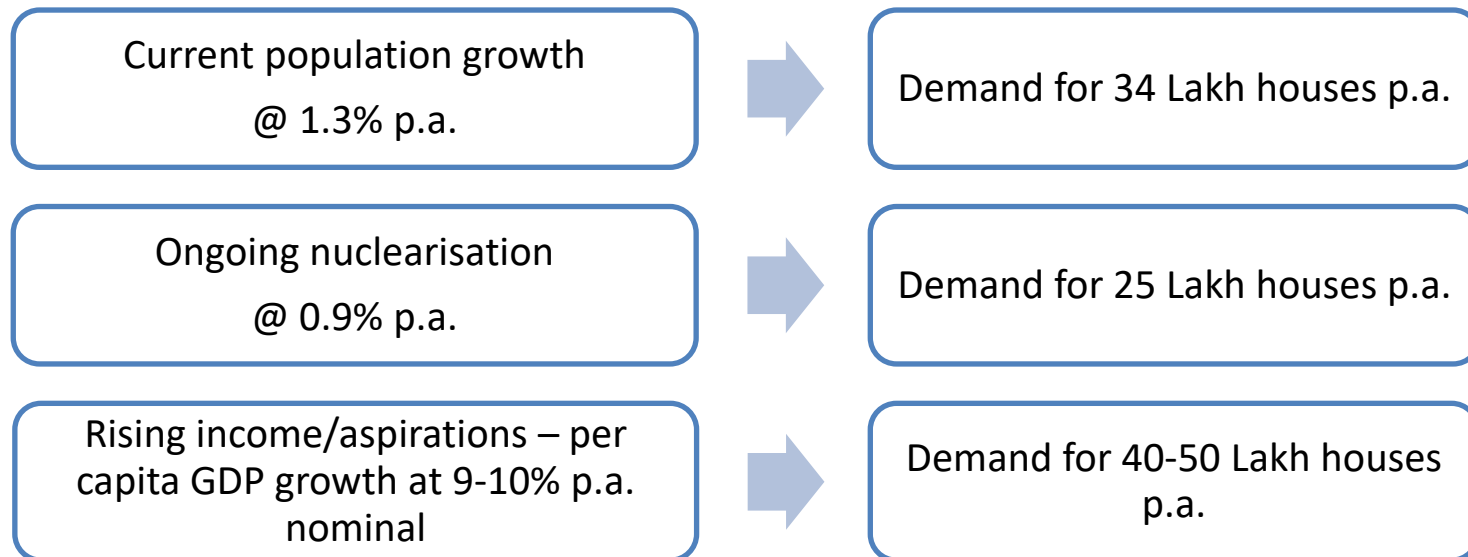 Current population growth
@ 1.3% p.a.
Demand for 34 Lakh houses p.a.
Ongoing nuclearisation
@ 0.9% p.a.
Demand for 25 Lakh houses p.a.
Rising income/aspirations – per
capita GDP growth at 9-10% p.a.
nominal
Demand for 40-50 Lakh houses
p.a.